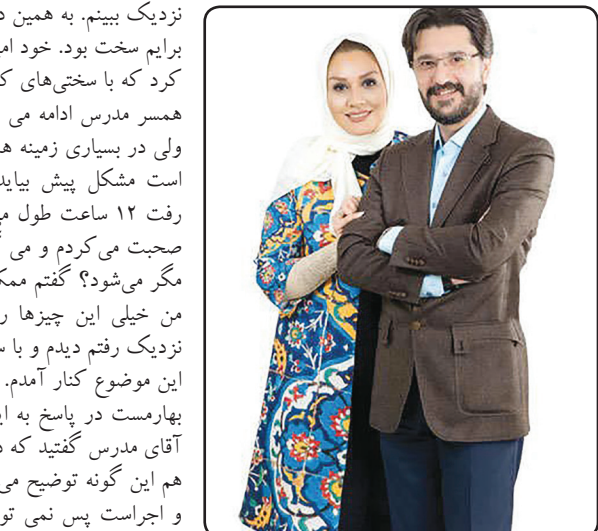 نزدیک ببینم. به همین د
برایم سخت بود. خود امی
کرد که با سختی‌های ک
همسر مدرس ادامه می
ولی در بسیاری زمینه ها
است مشکل پیش بیاید
رفت ۱۲ ساعت طول م
صحبت می‌کردم و می
مگر می‌شود؟ گفتم ممک
من خیلی این چیزها ر
نزدیک رفتم دیدم و با س
این موضوع کنار آمدم.
بهارمست در پاسخ به ای
آقای مدرس گفتید که د
هم این گونه توضیح می
و اجراست پس نمی تو